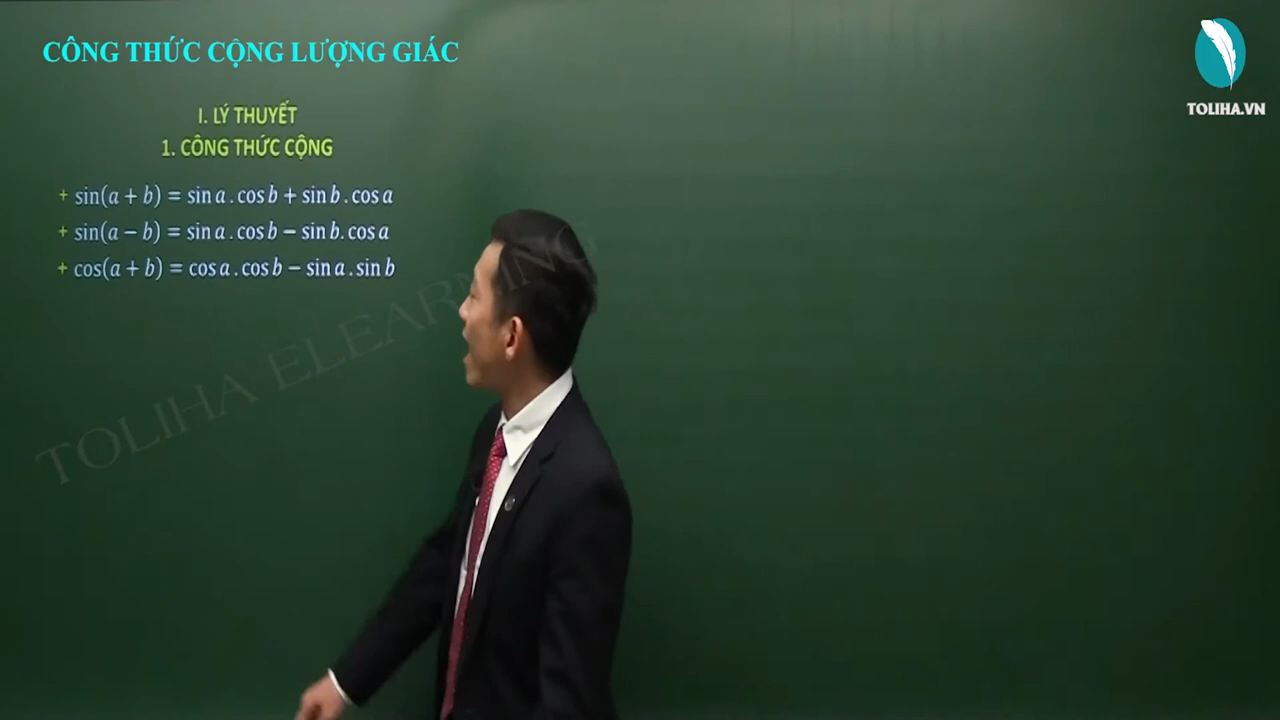 CÔNG THỨC CỘNG LƯỢNG GIÁC
TOLIHA.VN
I. LÝ THUYẾT
1. CÔNG THỨC CỘNG
+ sin(a + b) = sin a . cos b + sin b . cos a
+ sin(a − b) = sin a . cos b − sin b. cos a
+ cos(a + b) = cos a . cos b − sin a . sin b
TOLIHA ELEARNING